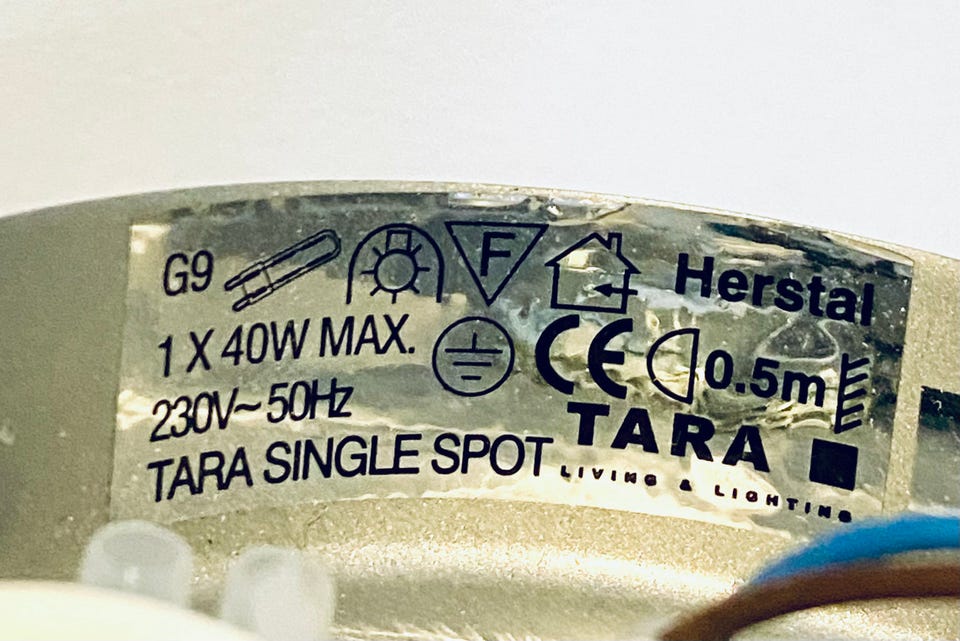 G9 F Herstal
1 X 40W MAX. CE 0.5m
230V~50Hz TARA
TARA SINGLE SPOT LIVING & LIGHTING